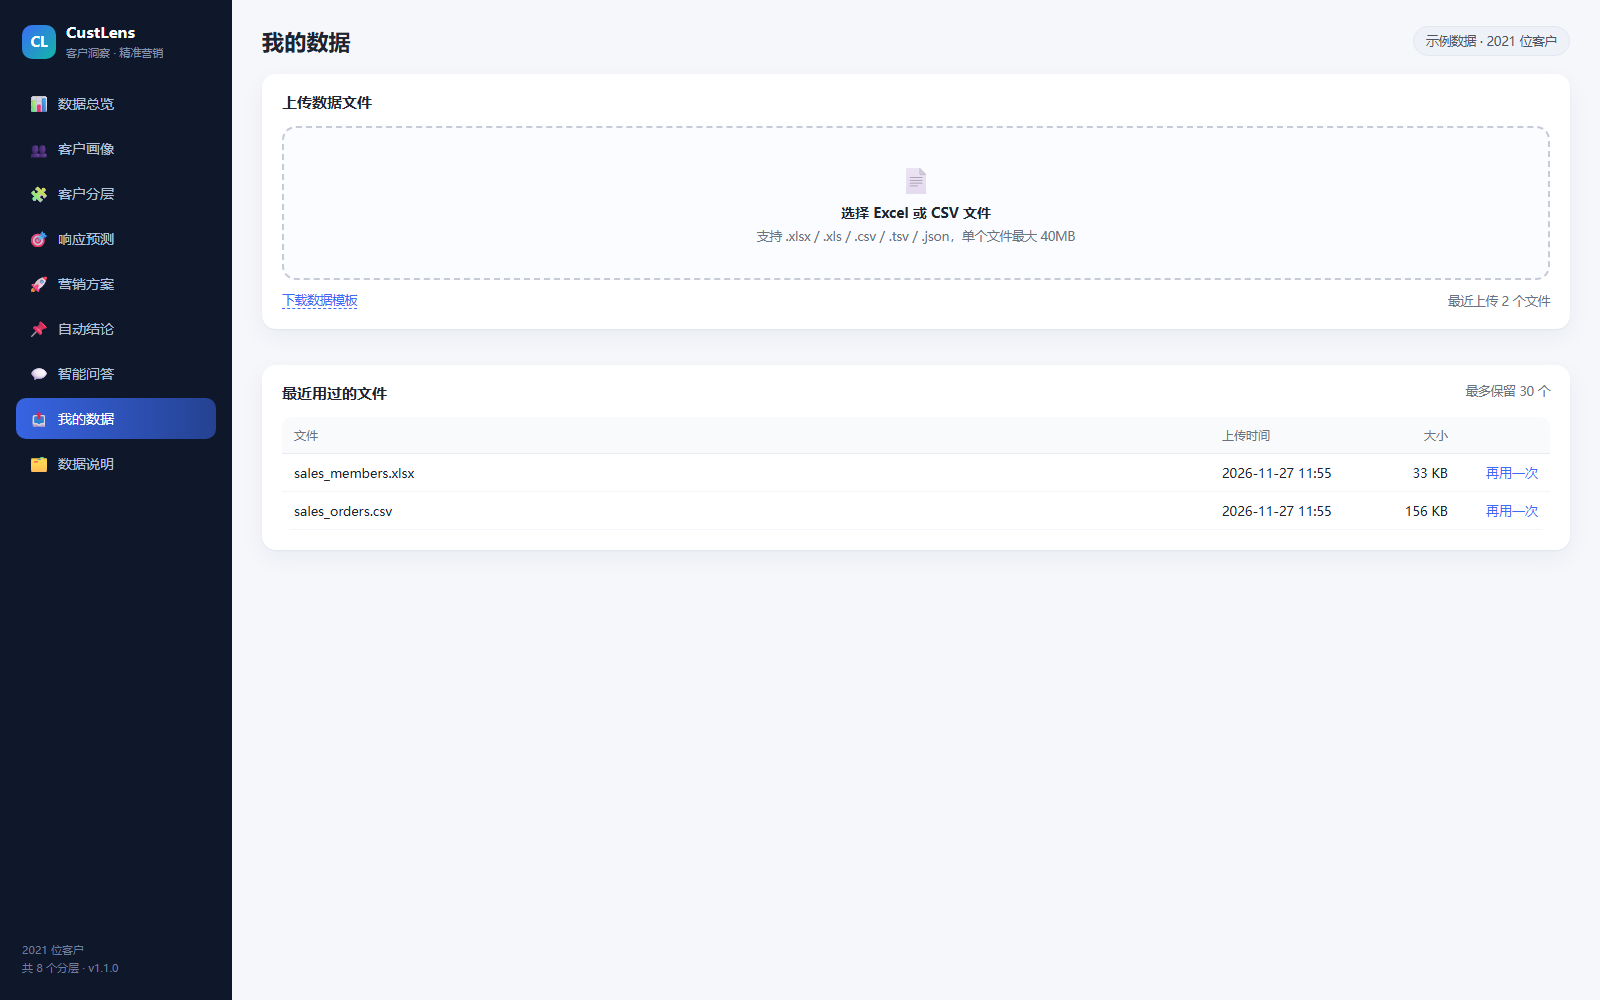 CL
CustLens
客户洞察 · 精准营销
数据总览
客户画像
客户分层
响应预测
营销方案
自动结论
智能问答
我的数据
数据说明
2021 位客户
共 8 个分层 · v1.1.0
我的数据
示例数据 · 2021 位客户
上传数据文件
选择 Excel 或 CSV 文件
支持 .xlsx / .xls / .csv / .tsv / .json，单个文件最大 40MB
下载数据模板
最近上传 2 个文件
最近用过的文件
最多保留 30 个
文件 上传时间 大小
sales_members.xlsx 2026-11-27 11:55 33 KB 再用一次
sales_orders.csv 2026-11-27 11:55 156 KB 再用一次